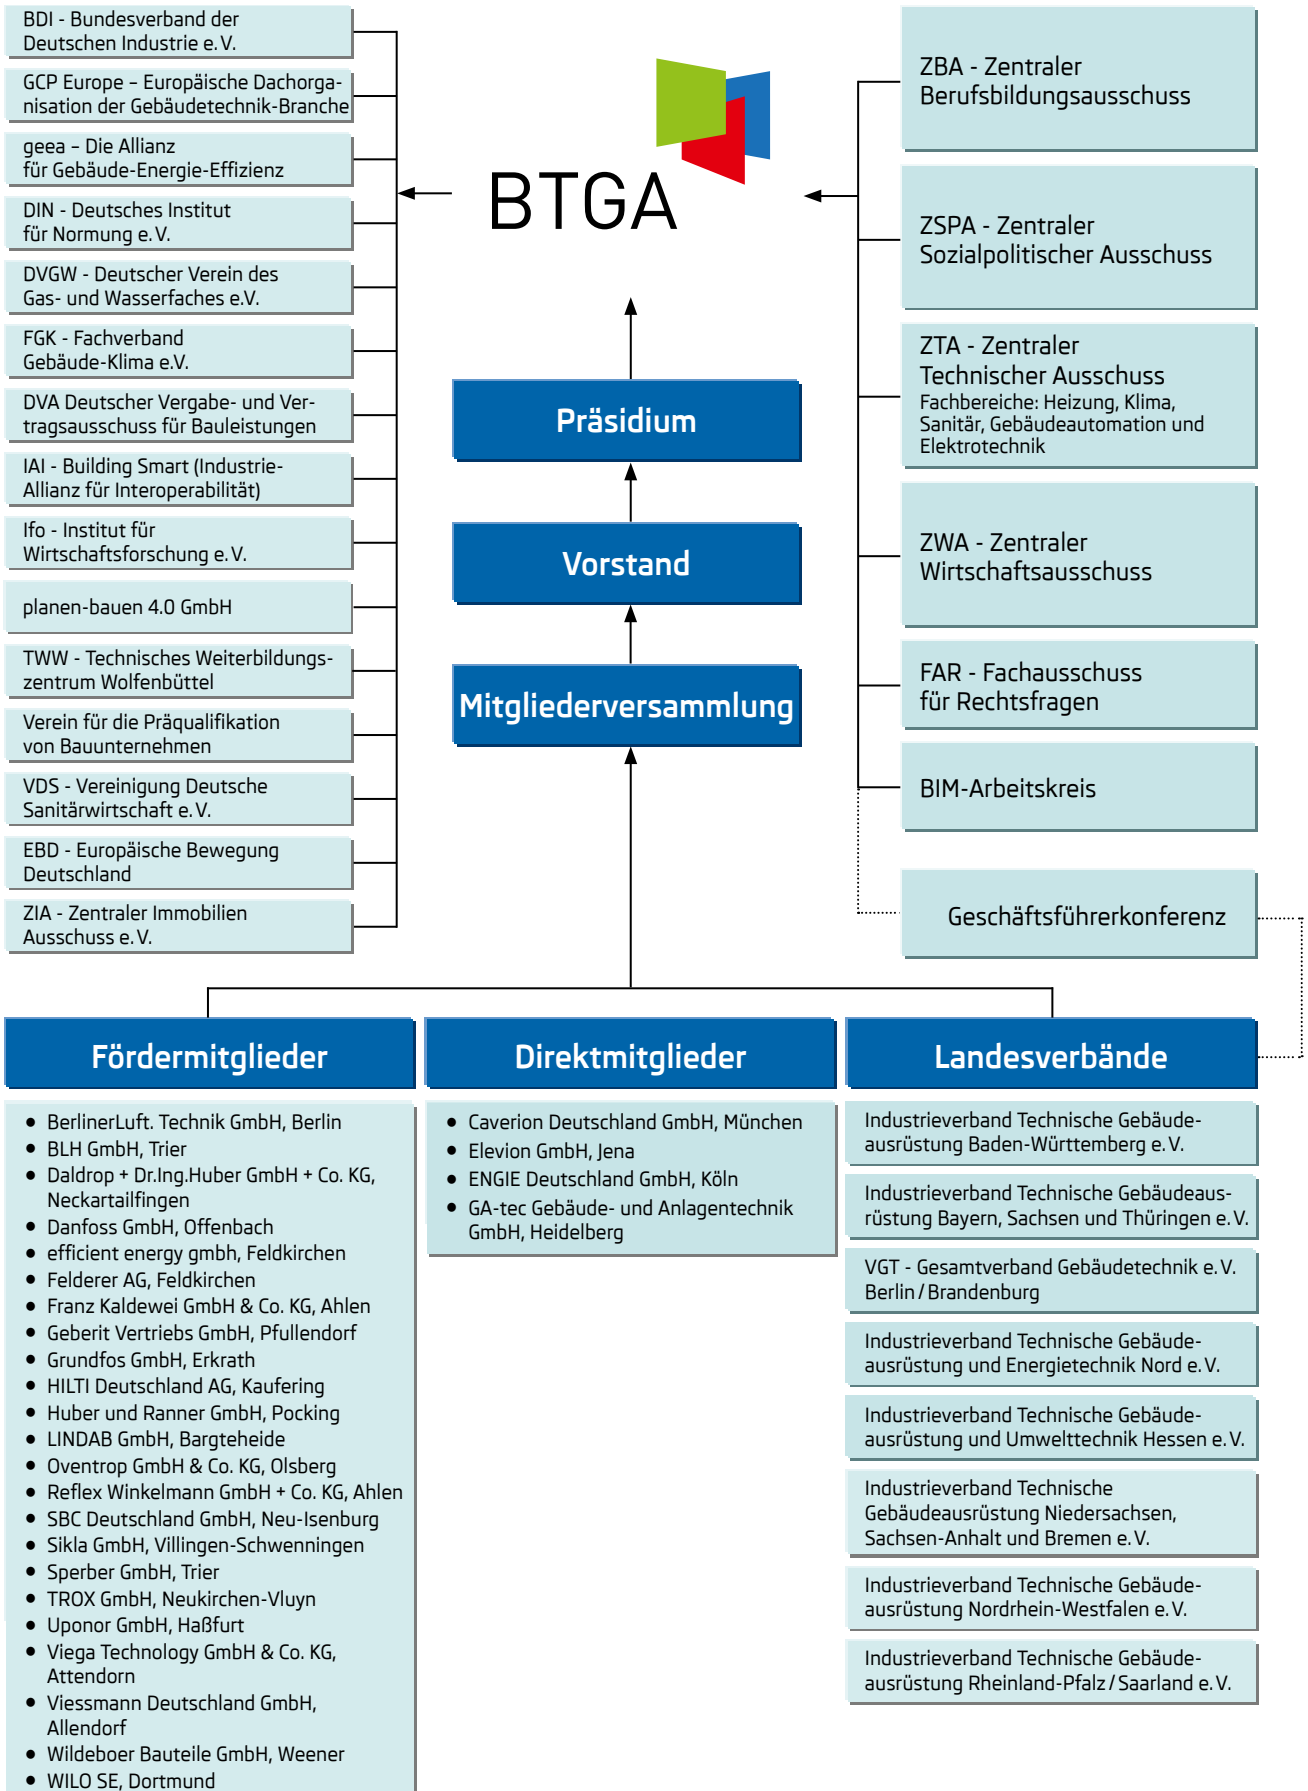 BDI - Bundesverband der
Deutschen Industrie e.V.
GCP Europe – Europäische Dachorga-
nisation der Gebäudetechnik-Branche
geea – Die Allianz
für Gebäude-Energie-Effizienz
DIN - Deutsches Institut
für Normung e.V.
DVGW - Deutscher Verein des
Gas- und Wasserfaches e.V.
FGK - Fachverband
Gebäude-Klima e.V.
DVA Deutscher Vergabe- und Ver-
tragsausschuss für Bauleistungen
IAI - Building Smart (Industrie-
Allianz für Interoperabilität)
Ifo - Institut für
Wirtschaftsforschung e.V.
planen-bauen 4.0 GmbH
TWW - Technisches Weiterbildungs-
zentrum Wolfenbüttel
Verein für die Präqualifikation
von Bauunternehmen
VDS - Vereinigung Deutsche
Sanitärwirtschaft e.V.
EBD - Europäische Bewegung
Deutschland
ZIA - Zentraler Immobilien
Ausschuss e.V.
BTGA
Präsidium
Vorstand
Mitgliederversammlung
ZBA - Zentraler
Berufsbildungsausschuss
ZSPA - Zentraler
Sozialpolitischer Ausschuss
ZTA - Zentraler
Technischer Ausschuss
Fachbereiche: Heizung, Klima,
Sanitär, Gebäudeautomation und
Elektrotechnik
ZWA - Zentraler
Wirtschaftsausschuss
FAR - Fachausschuss
für Rechtsfragen
BIM-Arbeitskreis
Geschäftsführerkonferenz
Fördermitglieder
• BerlinerLuft. Technik GmbH, Berlin
• BLH GmbH, Trier
• Daldrop + Dr.Ing.Huber GmbH + Co. KG,
Neckartailfingen
• Danfoss GmbH, Offenbach
• efficient energy gmbh, Feldkirchen
• Felderer AG, Feldkirchen
• Franz Kaldewei GmbH & Co. KG, Ahlen
• Geberit Vertriebs GmbH, Pfullendorf
• Grundfos GmbH, Erkrath
• HILTI Deutschland AG, Kaufering
• Huber und Ranner GmbH, Pocking
• LINDAB GmbH, Bargteheide
• Oventrop GmbH & Co. KG, Olsberg
• Reflex Winkelmann GmbH + Co. KG, Ahlen
• SBC Deutschland GmbH, Neu-Isenburg
• Sikla GmbH, Villingen-Schwenningen
• Sperber GmbH, Trier
• TROX GmbH, Neukirchen-Vluyn
• Uponor GmbH, Haßfurt
• Viega Technology GmbH & Co. KG,
Attendorn
• Viessmann Deutschland GmbH,
Allendorf
• Wildeboer Bauteile GmbH, Weener
• WILO SE, Dortmund
Direktmitglieder
• Caverion Deutschland GmbH, München
• Elevion GmbH, Jena
• ENGIE Deutschland GmbH, Köln
• GA-tec Gebäude- und Anlagentechnik
GmbH, Heidelberg
Landesverbände
Industrieverband Technische Gebäude-
ausrüstung Baden-Württemberg e.V.
Industrieverband Technische Gebäudeaus-
rüstung Bayern, Sachsen und Thüringen e.V.
VGT - Gesamtverband Gebäudetechnik e.V.
Berlin/Brandenburg
Industrieverband Technische Gebäude-
ausrüstung und Energietechnik Nord e.V.
Industrieverband Technische Gebäude-
ausrüstung und Umwelttechnik Hessen e.V.
Industrieverband Technische
Gebäudeausrüstung Niedersachsen,
Sachsen-Anhalt und Bremen e.V.
Industrieverband Technische Gebäude-
ausrüstung Nordrhein-Westfalen e.V.
Industrieverband Technische Gebäude-
ausrüstung Rheinland-Pfalz/Saarland e.V.